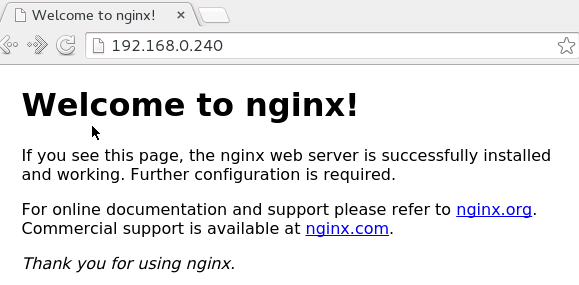 Welcome to nginx!
192.168.0.240
Welcome to nginx!
If you see this page, the nginx web server is successfully installed
and working. Further configuration is required.
For online documentation and support please refer to nginx.org.
Commercial support is available at nginx.com.
Thank you for using nginx.